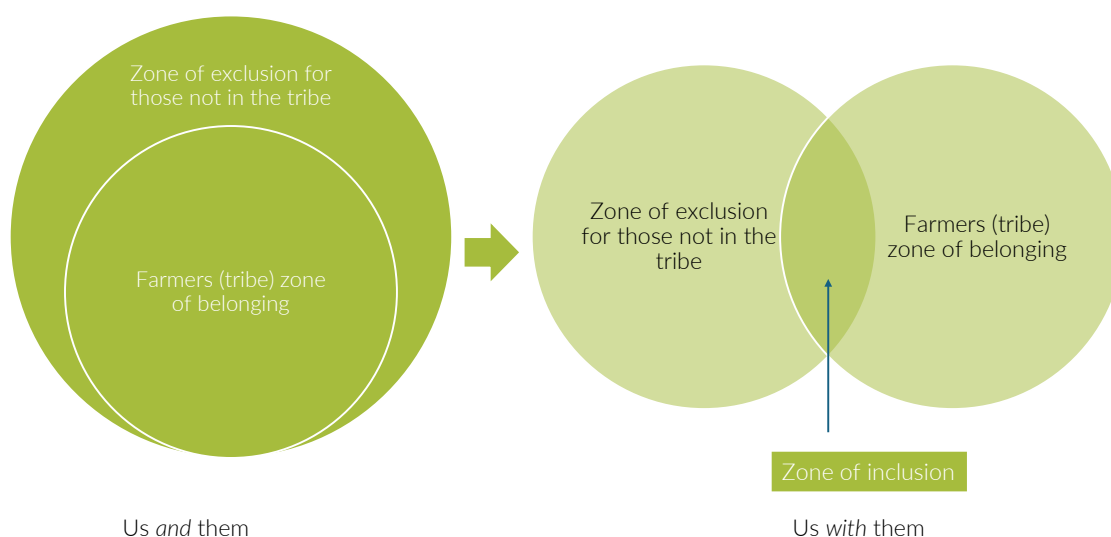 Zone of exclusion for
those not in the tribe
Farmers (tribe) zone
of belonging
Us and them
Zone of exclusion
for those not in the
tribe
Farmers (tribe)
zone of belonging
Zone of inclusion
Us with them